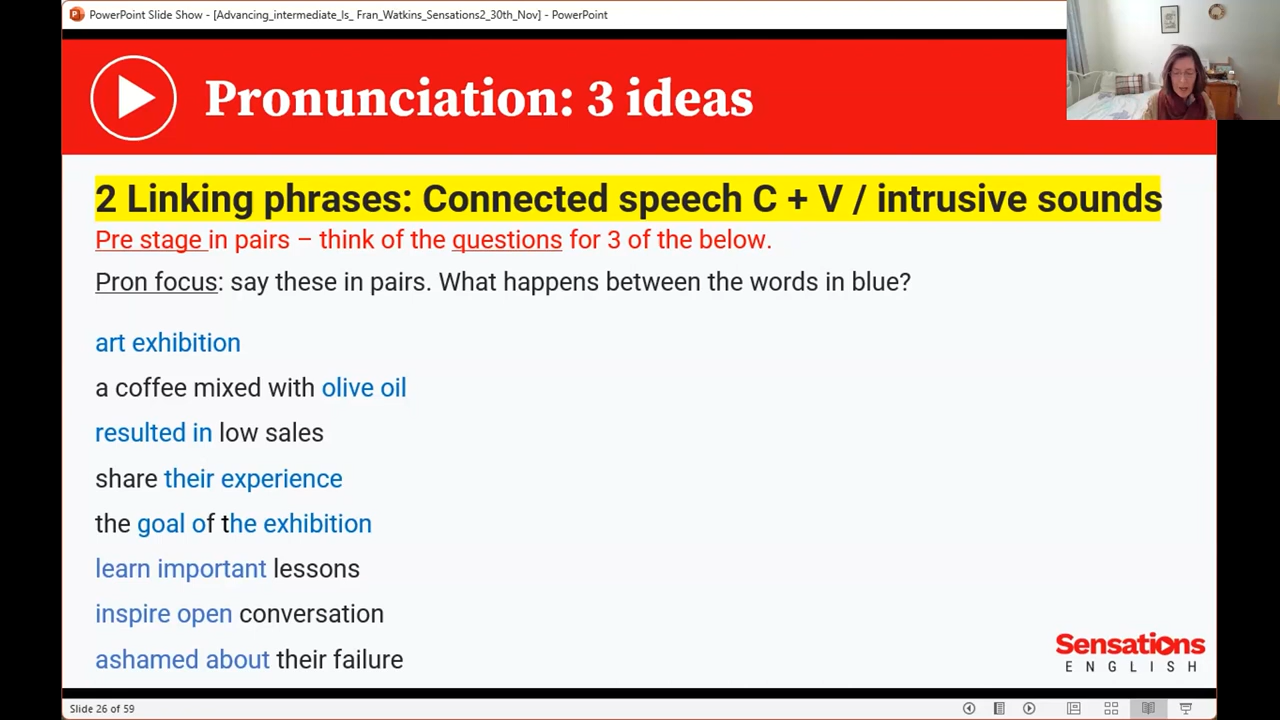 PowerPoint Slide Show - [Advancing_intermediate_ls_ Fran_Watkins_Sensations2_30th_Nov] - PowerPoint
Pronunciation: 3 ideas
2 Linking phrases: Connected speech C + V / intrusive sounds
Pre stage in pairs – think of the questions for 3 of the below.
Pron focus: say these in pairs. What happens between the words in blue?
art exhibition
a coffee mixed with olive oil
resulted in low sales
share their experience
the goal of the exhibition
learn important lessons
inspire open conversation
ashamed about their failure
Sensations
ENGLISH
Slide 26 of 59